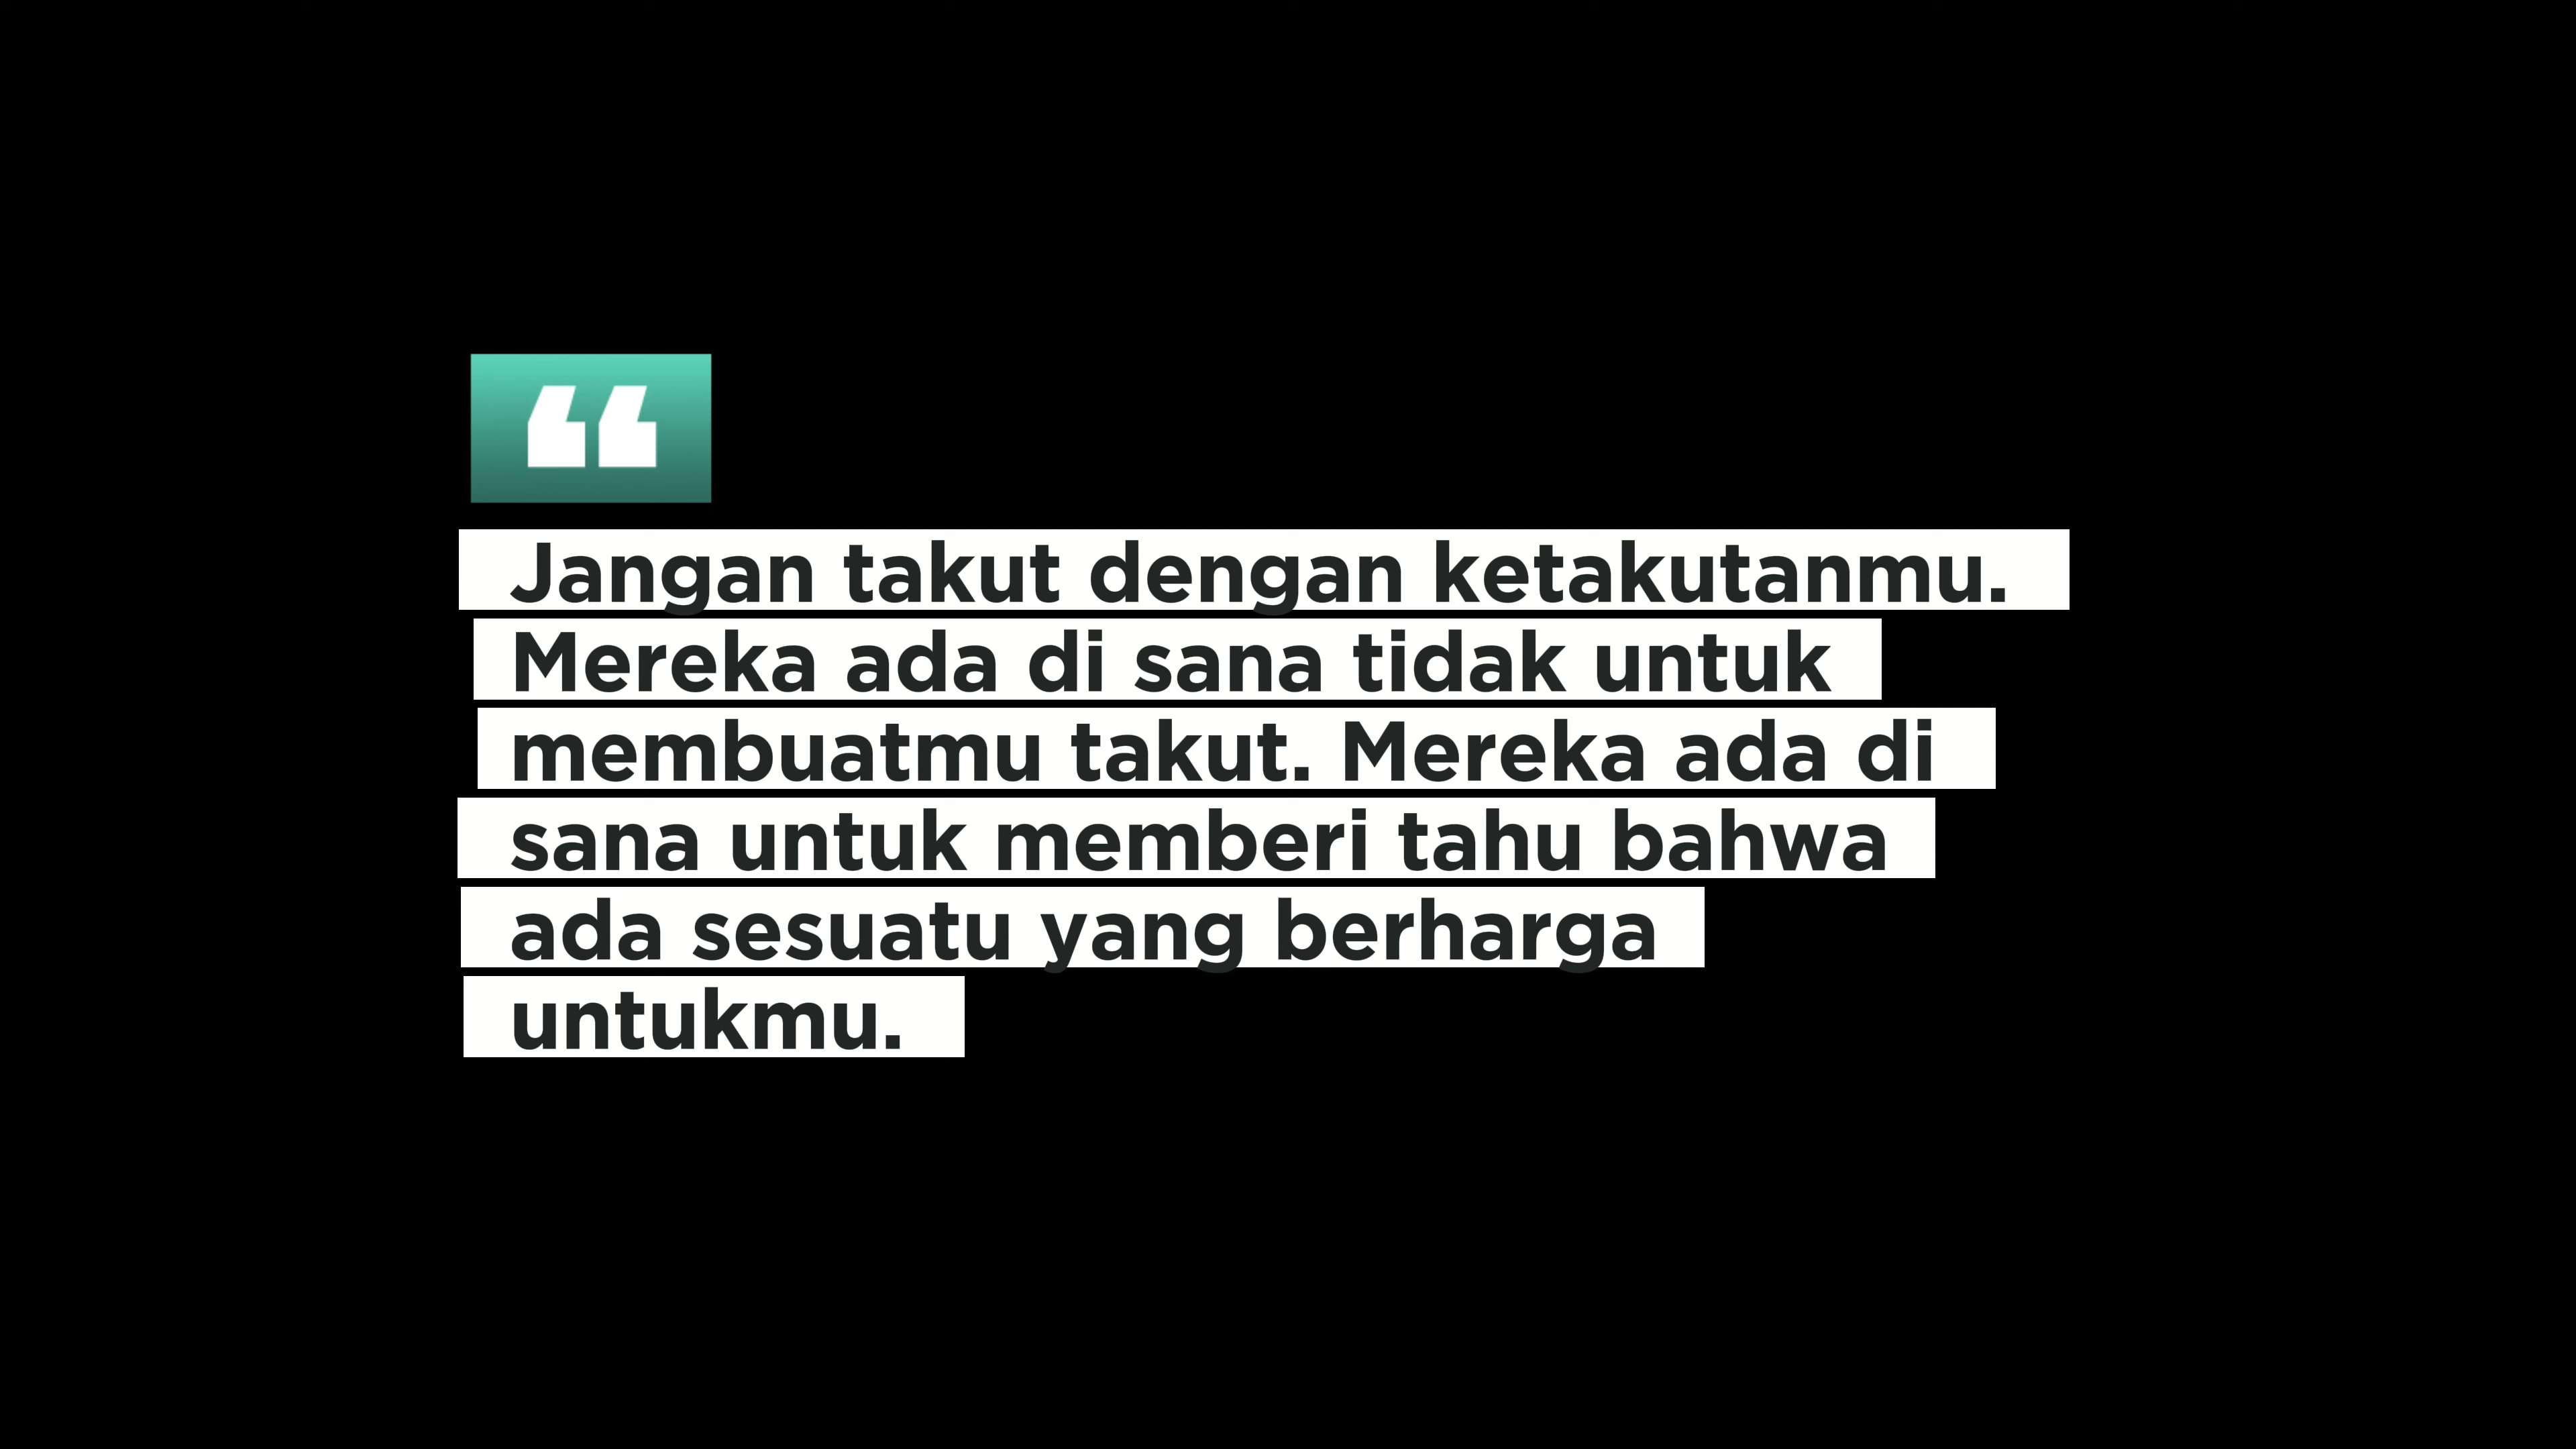 “
Jangan takut dengan ketakutanmu.
Mereka ada di sana tidak untuk
membuatmu takut. Mereka ada di
sana untuk memberi tahu bahwa
ada sesuatu yang berharga
untukmu.